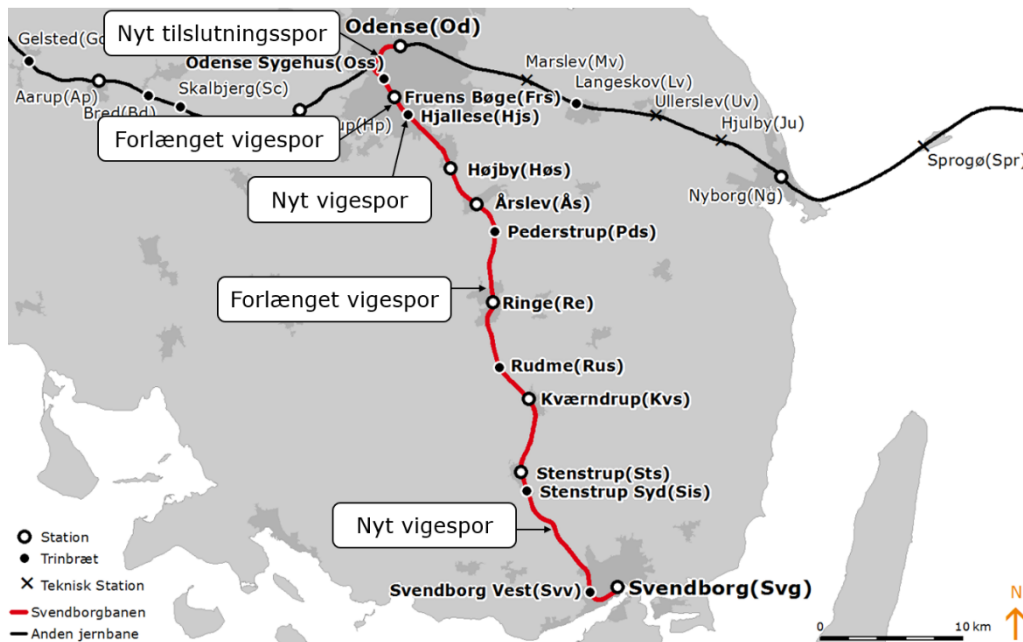 Odense(Od)
Nyt tilslutningsspor
Gelsted(Gd
Odense Sygehus(Oss)
Marslev(Mv)
Langeskov(Lv)
Skalbjerg(Sc)
Aarup(Ap)
Ullerslev(Uv)
Bred(Bd)
Fruens Bøge(Frs)
Hjallese(Hjs)
up(Hp)
Hjulby(Ju)
Forlænget vigespor
Sprogø(Spr)
Højby(Høs)
Nyborg(Ng)
Nyt vigespor
Årslev(Ås)
Pederstrup(Pds)
Forlænget vigespor
Ringe(Re)
Rudme(Rus)
Kværndrup(Kvs)
Stenstrup(Sts)
Stenstrup Syd(Sis)
Nyt vigespor
Svendborg Vest(Svv)
Svendborg(Svg)
Station
Trinbræt
Teknisk Station
Svendborgbanen
Anden jernbane
N
0 10 km